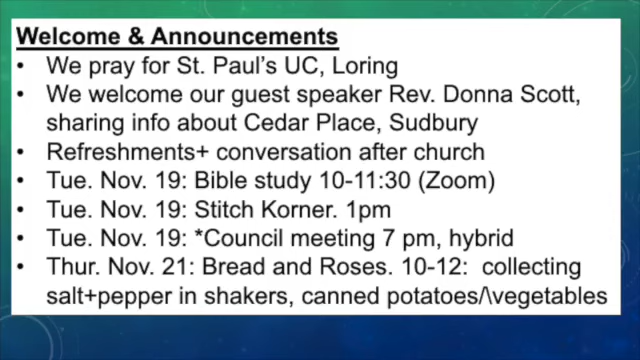 Welcome & Announcements
• We pray for St. Paul's UC, Loring
• We welcome our guest speaker Rev. Donna Scott,
sharing info about Cedar Place, Sudbury
• Refreshments+ conversation after church
• Tue. Nov. 19: Bible study 10-11:30 (Zoom)
• Tue. Nov. 19: Stitch Korner. 1pm
• Tue. Nov. 19: *Council meeting 7 pm, hybrid
• Thur. Nov. 21: Bread and Roses. 10-12:  collecting
salt+pepper in shakers, canned potatoes/\vegetables